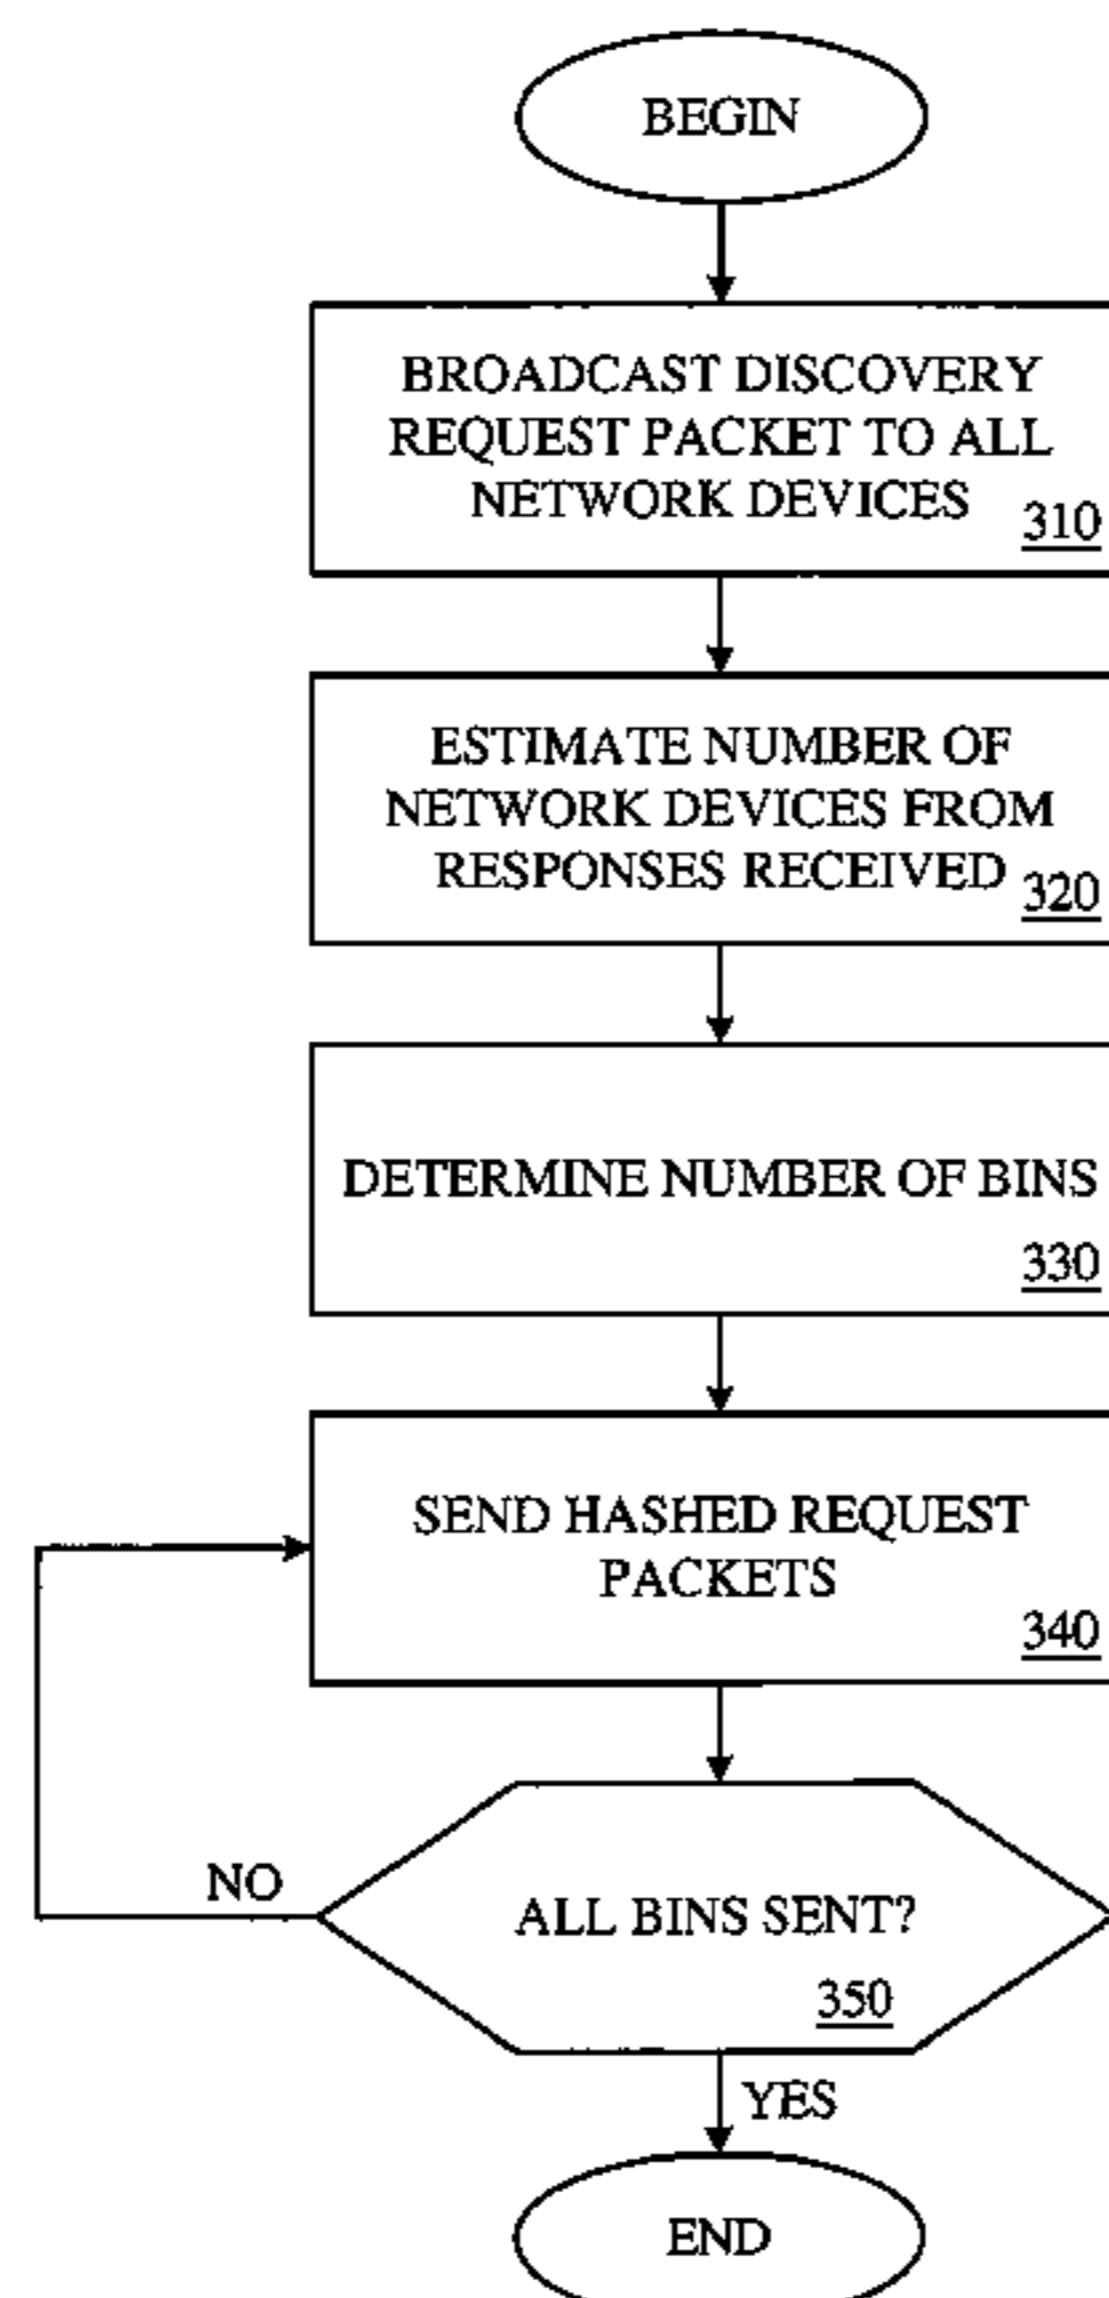 BEGIN
BROADCAST DISCOVERY
REQUEST PACKET TO ALL
NETWORK DEVICES
310
ESTIMATE NUMBER OF
NETWORK DEVICES FROM
RESPONSES RECEIVED
320
DETERMINE NUMBER OF BINS
330
SEND HASHED REQUEST
PACKETS
340
NO
ALL BINS SENT?
350
YES
END